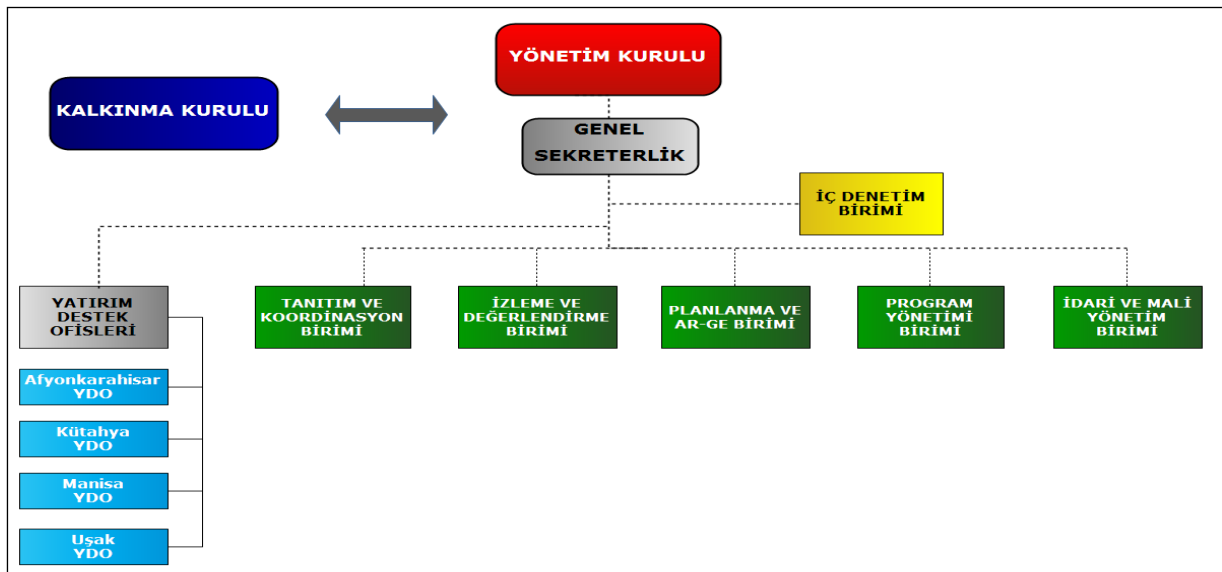 YÖNETİM KURULU
KALKINMA KURULU
GENEL
SEKRETERLİK
İÇ DENETİM
BİRİMİ
YATIRIM
DESTEK
OFİSLERİ
TANITIM VE
KOORDİNASYON
BİRİMİ
İZLEME VE
DEĞERLENDİRME
BİRİMİ
PLANLANMA VE
AR-GE BİRİMİ
PROGRAM
YÖNETİMİ
BİRİMİ
İDARİ VE MALİ
YÖNETİM
BİRİMİ
Afyonkarahisar
YDO
Kütahya
YDO
Manisa
YDO
Uşak
YDO